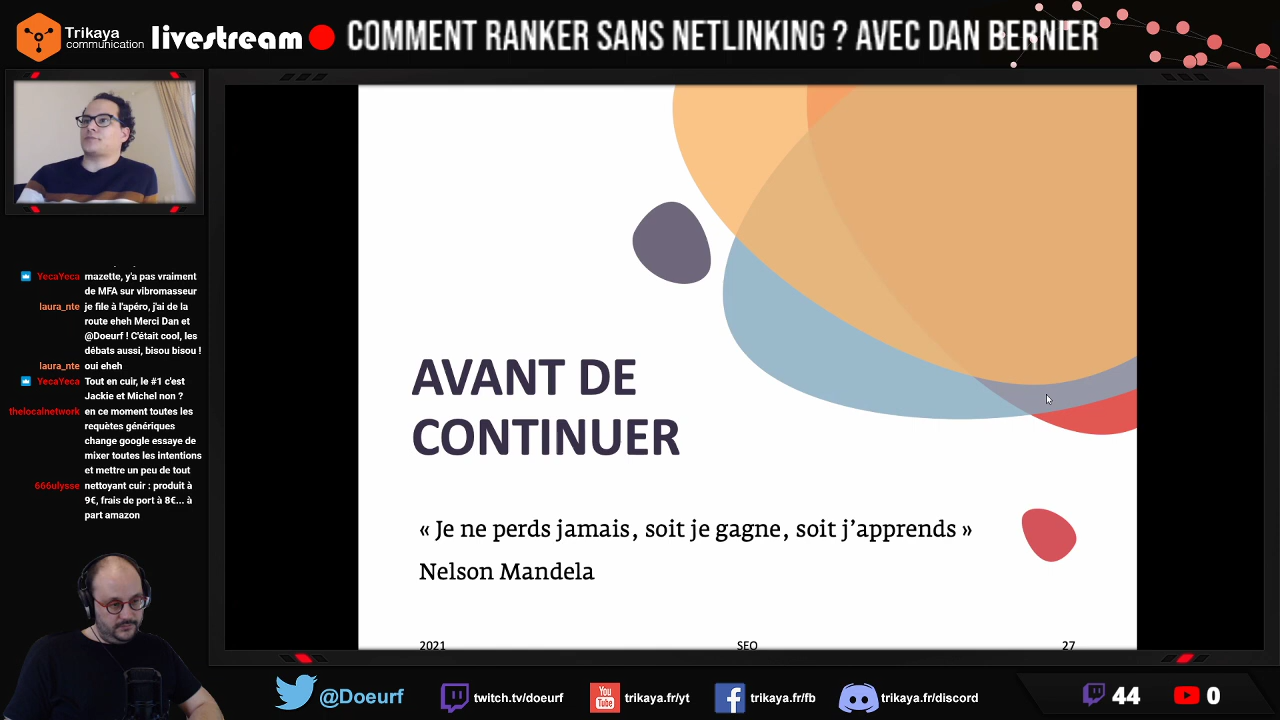 Trikaya
communication
livestream
COMMENT RANKER SANS NETLINKING ? AVEC DAN BERNIER
YecaYeca mazette, y'a pas vraiment
de MFA sur vibromasseur
laura_nte je file à l'apéro, j'ai de la
route eheh Merci Dan et
@Doeurf ! C'était cool, les
débats aussi, bisou bisou !
laura_nte oui eheh
YecaYeca Tout en cuir, le #1 c'est
Jackie et Michel non ?
thelocalnetwork en ce moment toutes les
requètes génériques
change google essaye de
mixer toutes les intentions
et mettre un peu de tout
666ulysse nettoyant cuir : produit à
9€, frais de port à 8€... à
part amazon
AVANT DE
CONTINUER
« Je ne perds jamais, soit je gagne, soit j’apprends »
Nelson Mandela
2021 SEO 27
@Doeurf
twitch.tv/doeurf
You
Tube
trikaya.fr/yt
trikaya.fr/fb
trikaya.fr/discord
44
0